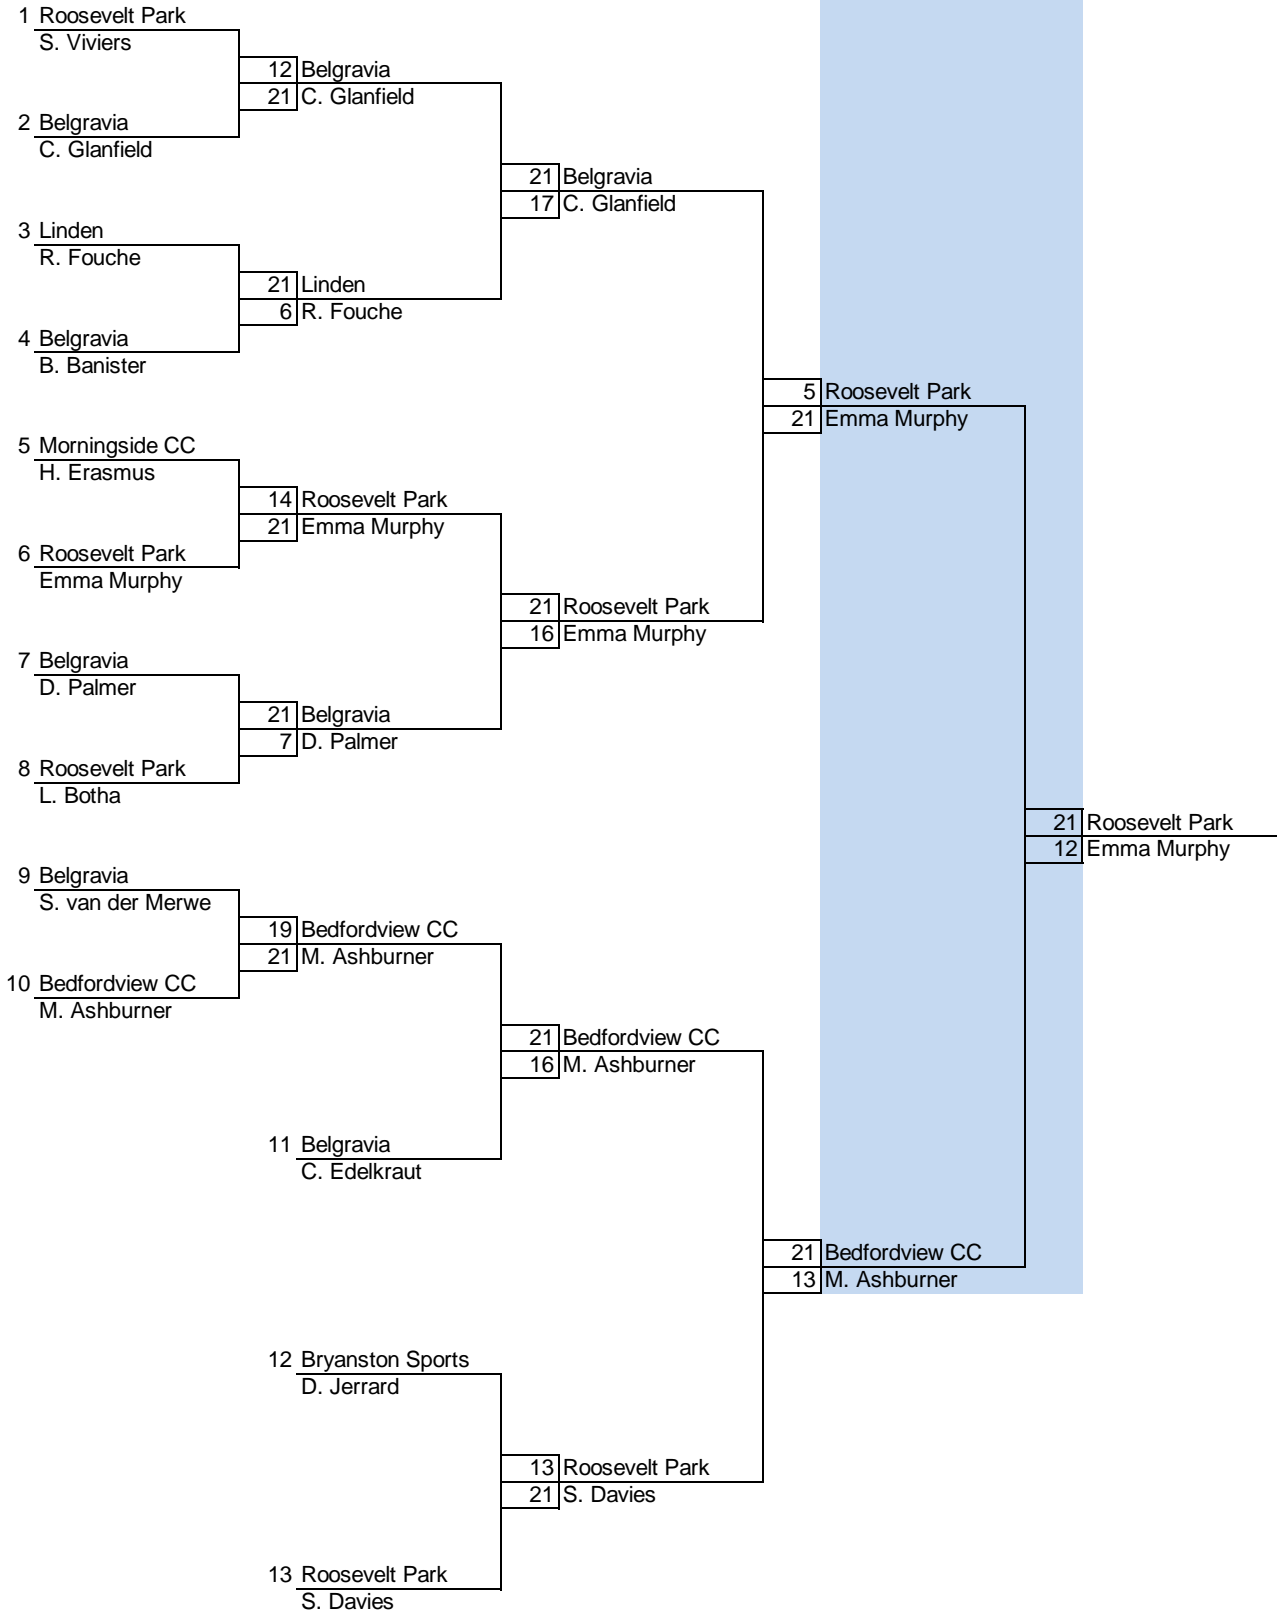 1 Roosevelt Park
S. Viviers
12 Belgravia
21 C. Glanfield
2 Belgravia
C. Glanfield
21 Belgravia
17 C. Glanfield
3 Linden
R. Fouche
21 Linden
6 R. Fouche
4 Belgravia
B. Banister
5 Roosevelt Park
21 Emma Murphy
5 Morningside CC
H. Erasmus
14 Roosevelt Park
21 Emma Murphy
6 Roosevelt Park
Emma Murphy
21 Roosevelt Park
16 Emma Murphy
7 Belgravia
D. Palmer
21 Belgravia
7 D. Palmer
8 Roosevelt Park
L. Botha
21 Roosevelt Park
12 Emma Murphy
9 Belgravia
S. van der Merwe
19 Bedfordview CC
21 M. Ashburner
10 Bedfordview CC
M. Ashburner
21 Bedfordview CC
16 M. Ashburner
11 Belgravia
C. Edelkraut
21 Bedfordview CC
13 M. Ashburner
12 Bryanston Sports
D. Jerrard
13 Roosevelt Park
21 S. Davies
13 Roosevelt Park
S. Davies